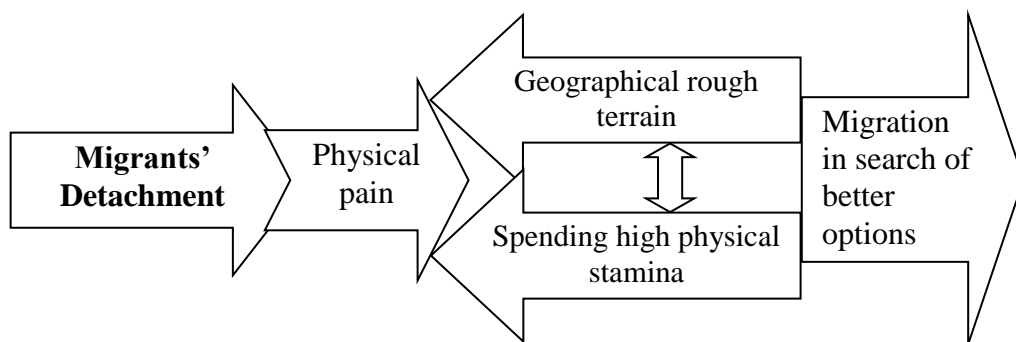 Migrants’
Detachment
Physical
pain
Geographical rough
terrain
Spending high physical
stamina
Migration
in search of
better
options